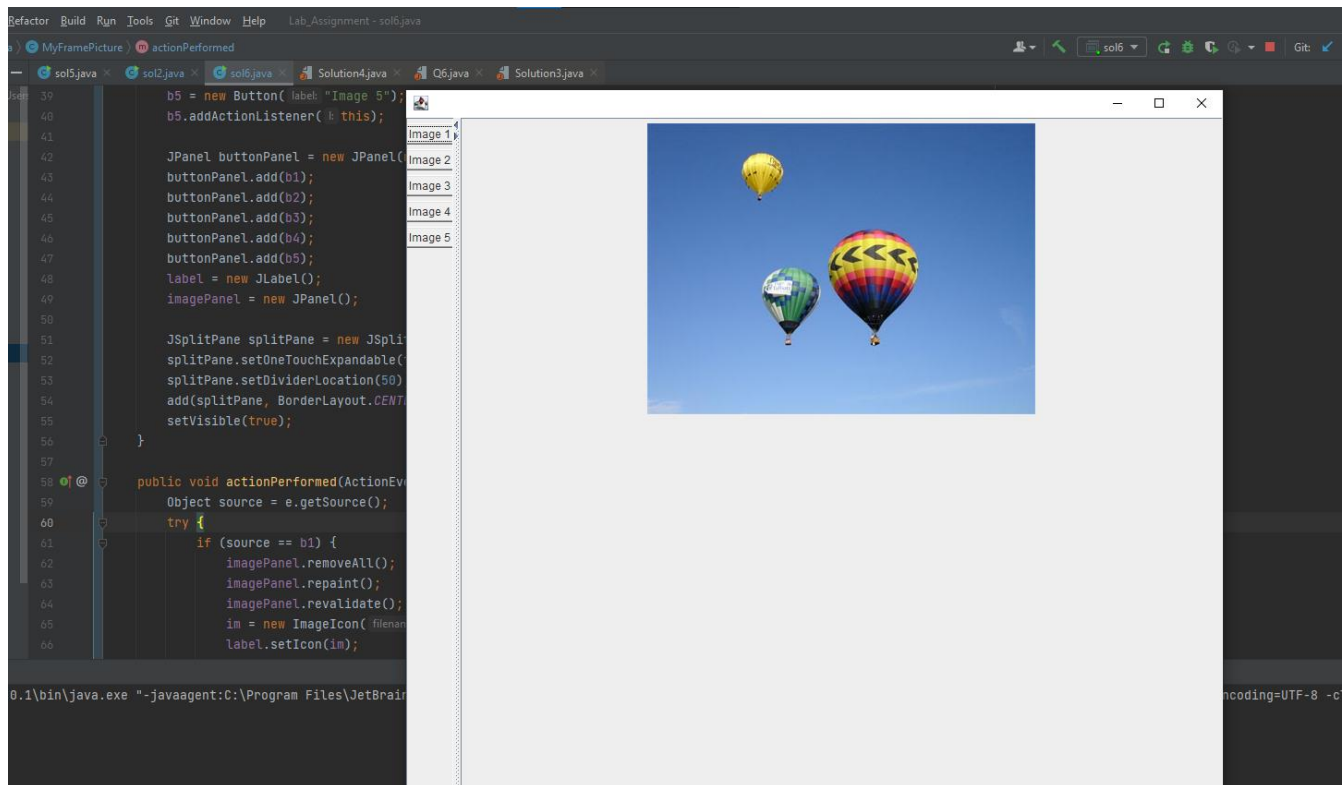 Refactor Build Run Tools Git Window Help Lab_Assignment - sol6.java
MyFramePicture actionPerformed
sol6
Git:
sol5.java sol2.java sol6.java Solution4.java Q6.java Solution3.java
39 b5 = new Button( label: "Image 5");
40 b5.addActionListener( l: this);
41
42 JPanel buttonPanel = new JPanel(
43 buttonPanel.add(b1);
44 buttonPanel.add(b2);
45 buttonPanel.add(b3);
46 buttonPanel.add(b4);
47 buttonPanel.add(b5);
48 label = new JLabel();
49 imagePanel = new JPanel();
50
51 JSplitPane splitPane = new JSpli
52 splitPane.setOneTouchExpandable(
53 splitPane.setDividerLocation(50)
54 add(splitPane, BorderLayout.CENT
55 setVisible(true);
56 }
57
58 @ public void actionPerformed(ActionEv
59 Object source = e.getSource();
60 try {
61 if (source == b1) {
62 imagePanel.removeAll();
63 imagePanel.repaint();
64 imagePanel.revalidate();
65 im = new ImageIcon( filenam
66 label.setIcon(im);
Image 1
Image 2
Image 3
Image 4
Image 5
0.1\bin\java.exe "-javaagent:C:\Program Files\JetBrain
ncoding=UTF-8 -c